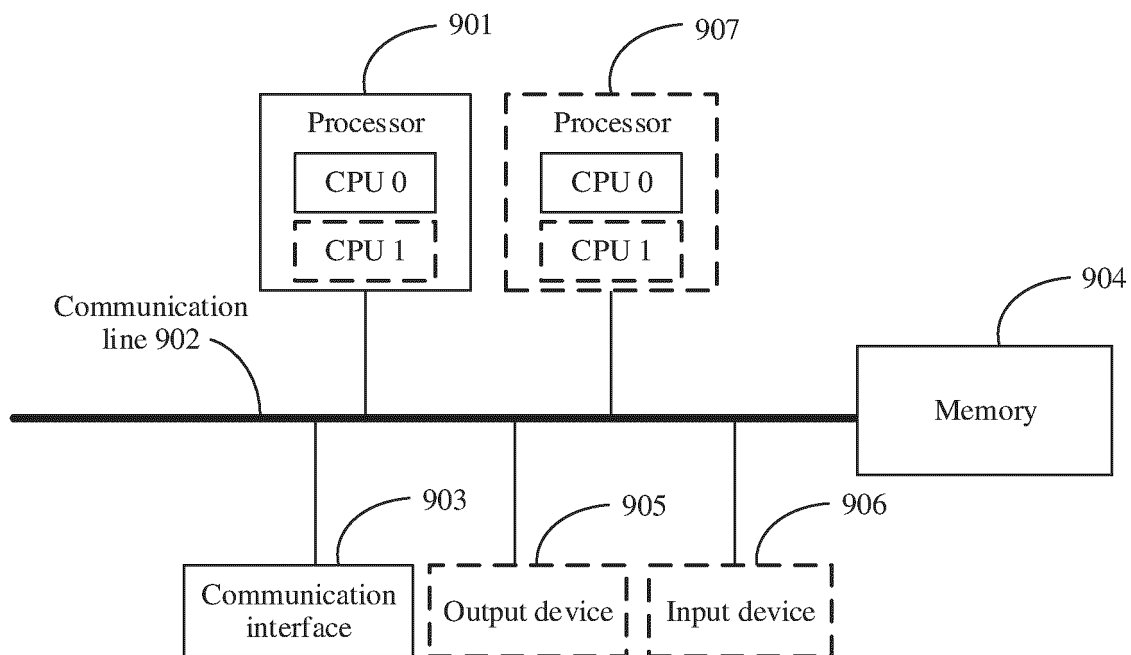 901
907
Processor
CPU 0
CPU 1
Processor
CPU 0
CPU 1
904
Communication
line 902
Memory
903
905
906
Communication
interface
Output device
Input device